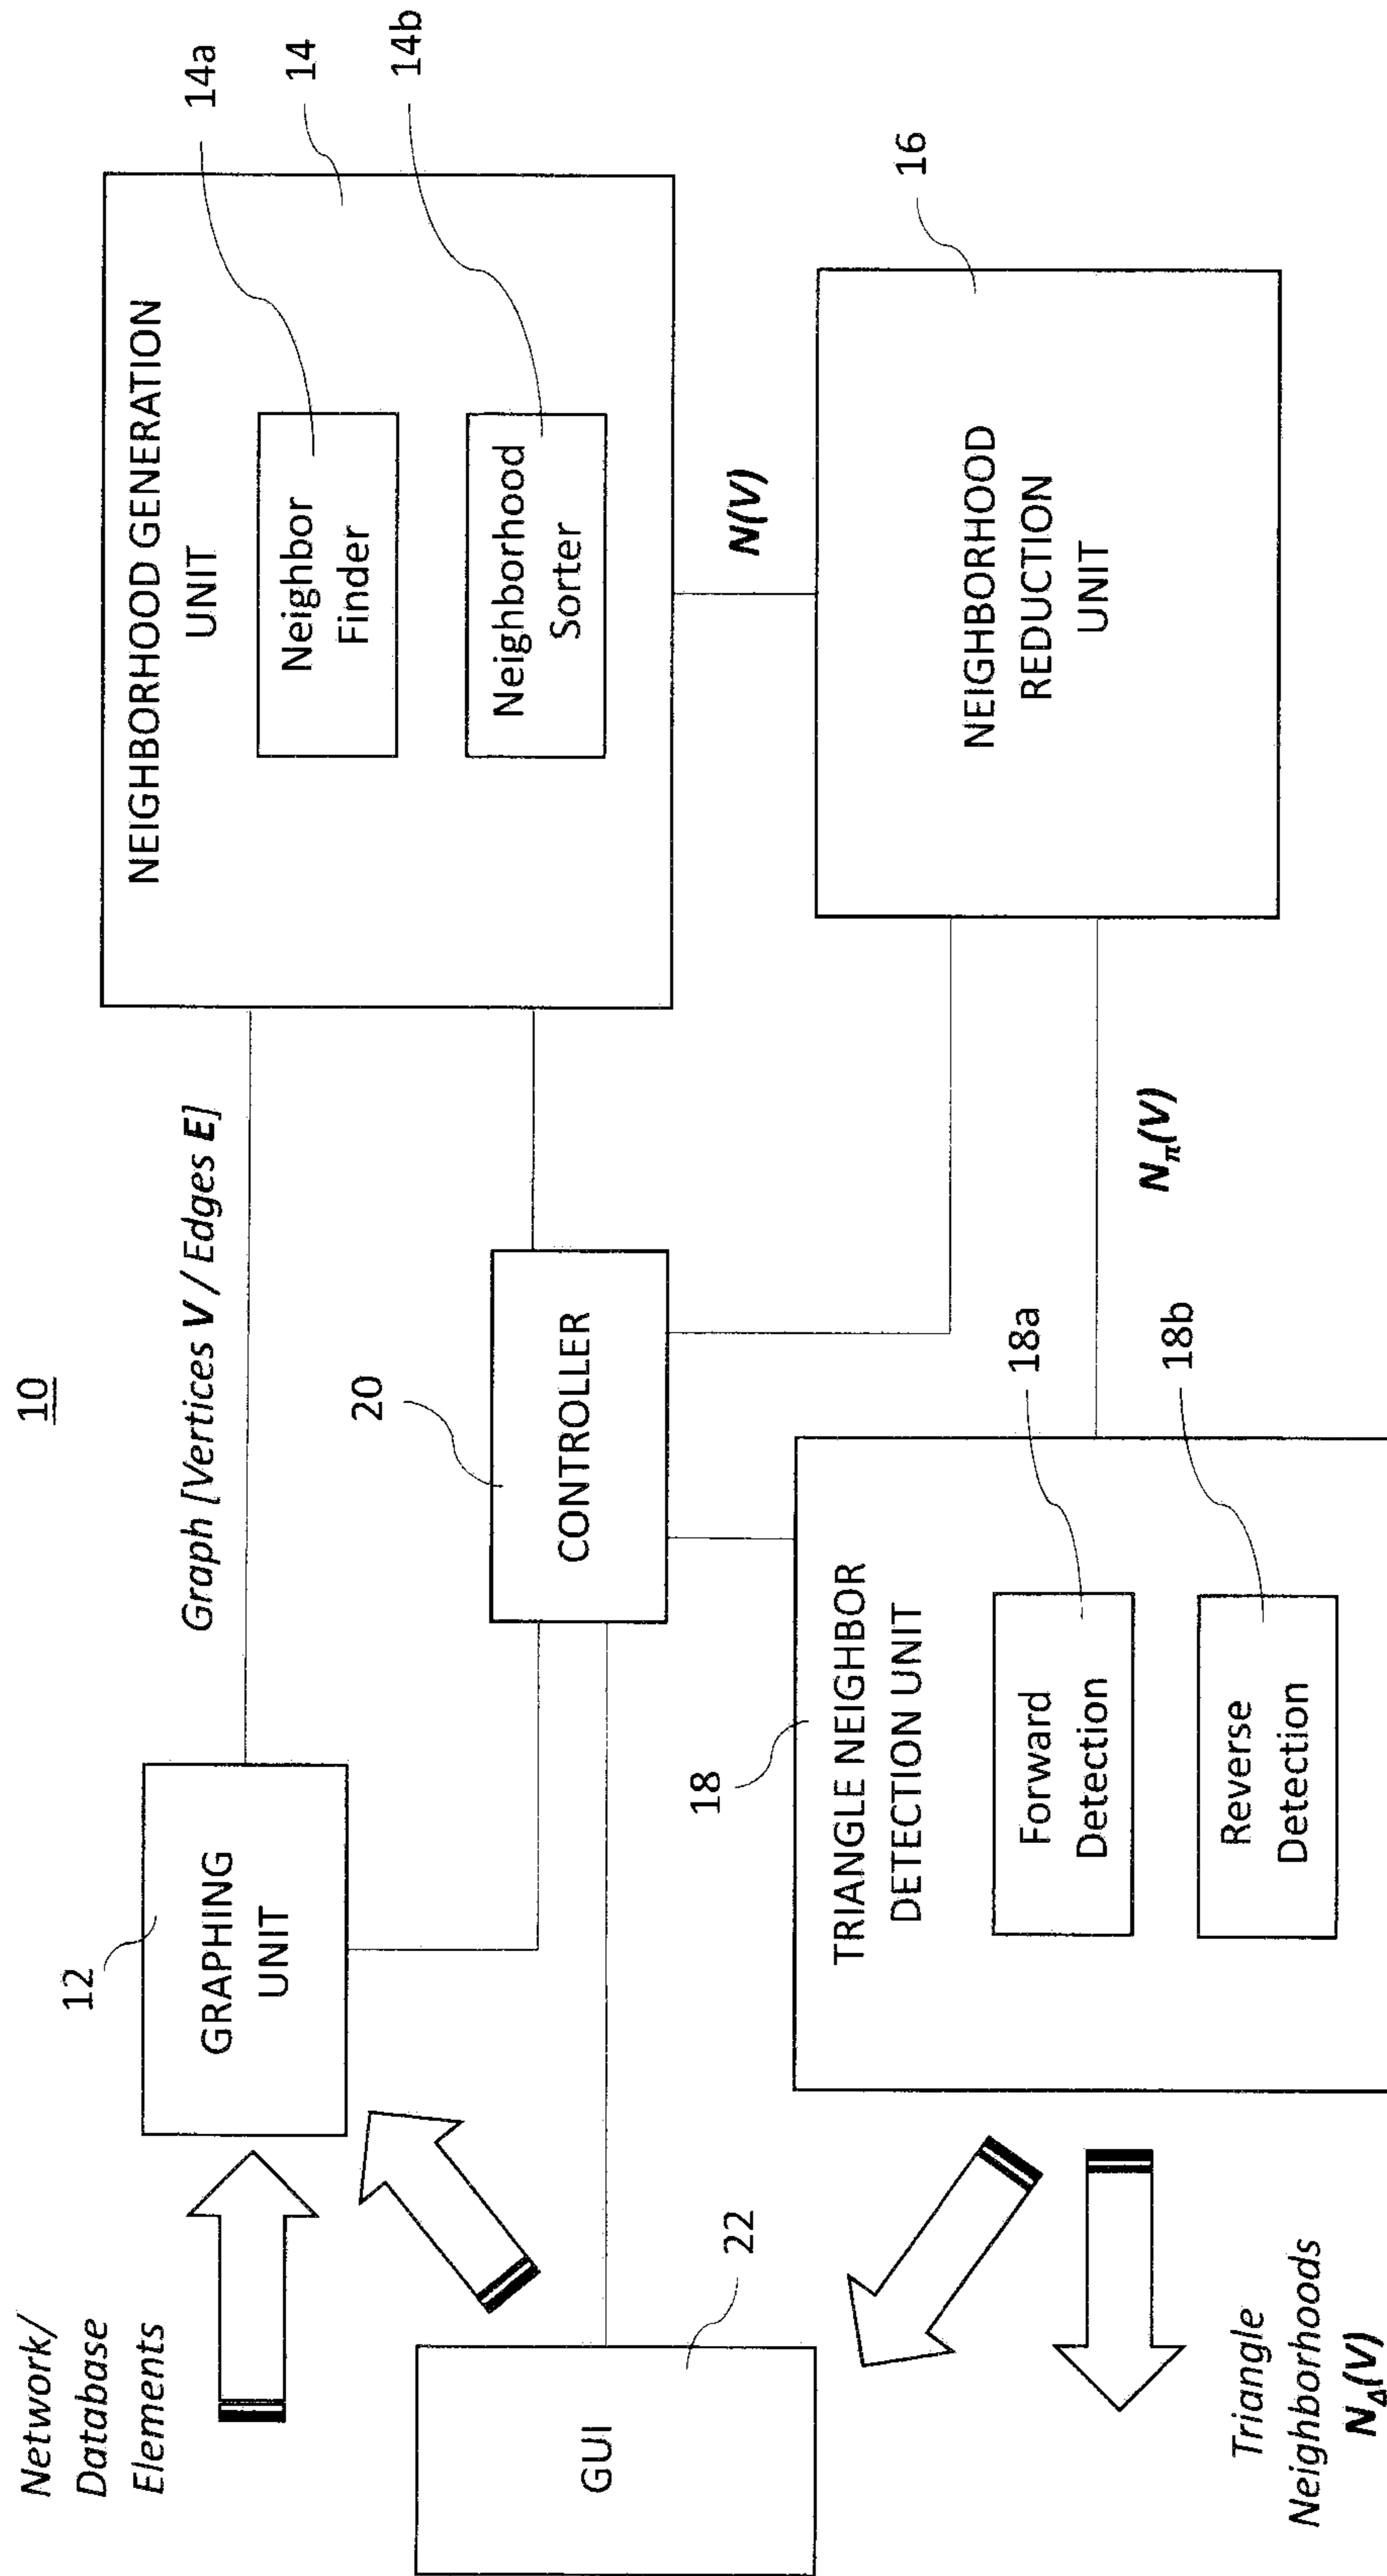 10
Network/
Database
Elements
12
GRAPHING
UNIT
Graph [Vertices V / Edges E]
NEIGHBORHOOD GENERATION
UNIT
Neighbor
Finder
Neighborhood
Sorter
14a
14
14b
GUI
22
20
CONTROLLER
N(V)
16
NEIGHBORHOOD
REDUCTION
UNIT
18
TRIANGLE NEIGHBOR
DETECTION UNIT
Forward
Detection
Reverse
Detection
18a
18b
Nπ(V)
Triangle
Neighborhoods
NΔ(V)